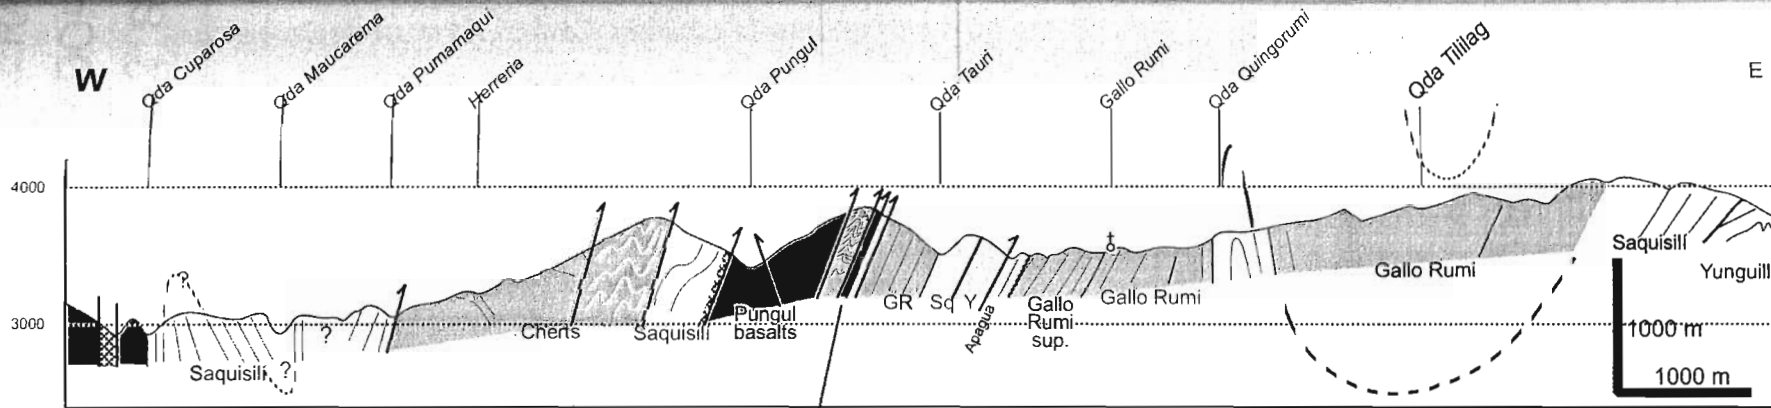 W
E
Qda Cuparosa
Qda Maucarema
Qda Pumamaqui
Herreria
Qda Pungul
Qda Tauri
Gallo Rumi
Qda Quingorumi
Qda Tililag
4000
3000
?
?
?
Saquisili
Cherts
Saquisili
Pungul
basalts
GR
Sq
Y
Apagua
Gallo
Rumi
sup.
Gallo Rumi
Gallo Rumi
Saquisili
Yunguill
1000 m
1000 m